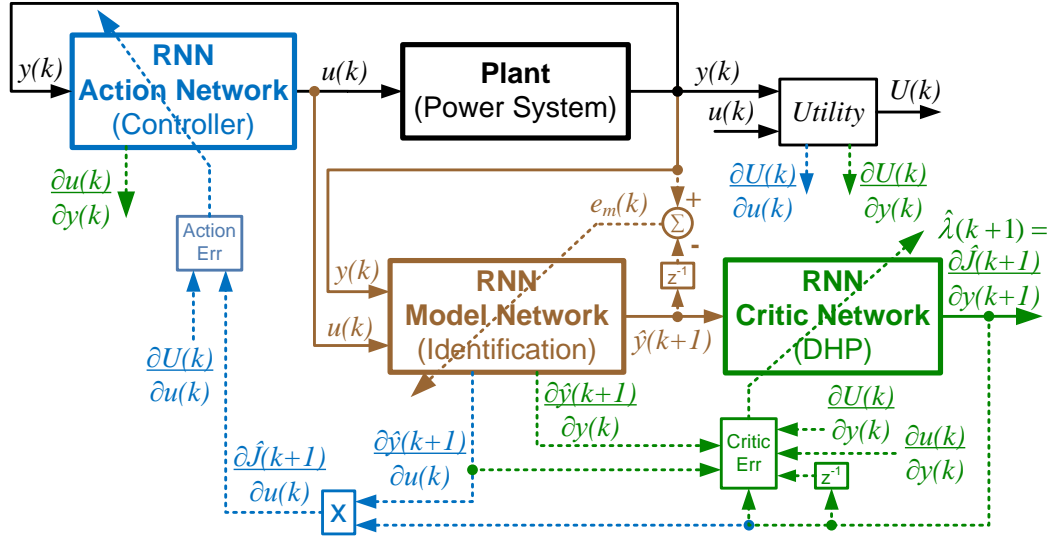 RNN
Action Network
(Controller)
y(k)
u(k)
Plant
(Power System)
y(k)
u(k)
Utility
U(k)
∂u(k)
∂y(k)
∂U(k)
∂u(k)
∂U(k)
∂y(k)
Action
Err
e_m(k)
+
Σ
-
z⁻¹
λ̂(k+1) =
∂Ĵ(k+1)
∂y(k+1)
y(k)
u(k)
RNN
Model Network
(Identification)
ŷ(k+1)
RNN
Critic Network
(DHP)
∂U(k)
∂u(k)
∂ŷ(k+1)
∂y(k)
∂ŷ(k+1)
∂u(k)
Critic
Err
∂U(k)
∂y(k)
∂u(k)
∂y(k)
z⁻¹
∂Ĵ(k+1)
∂u(k)
X